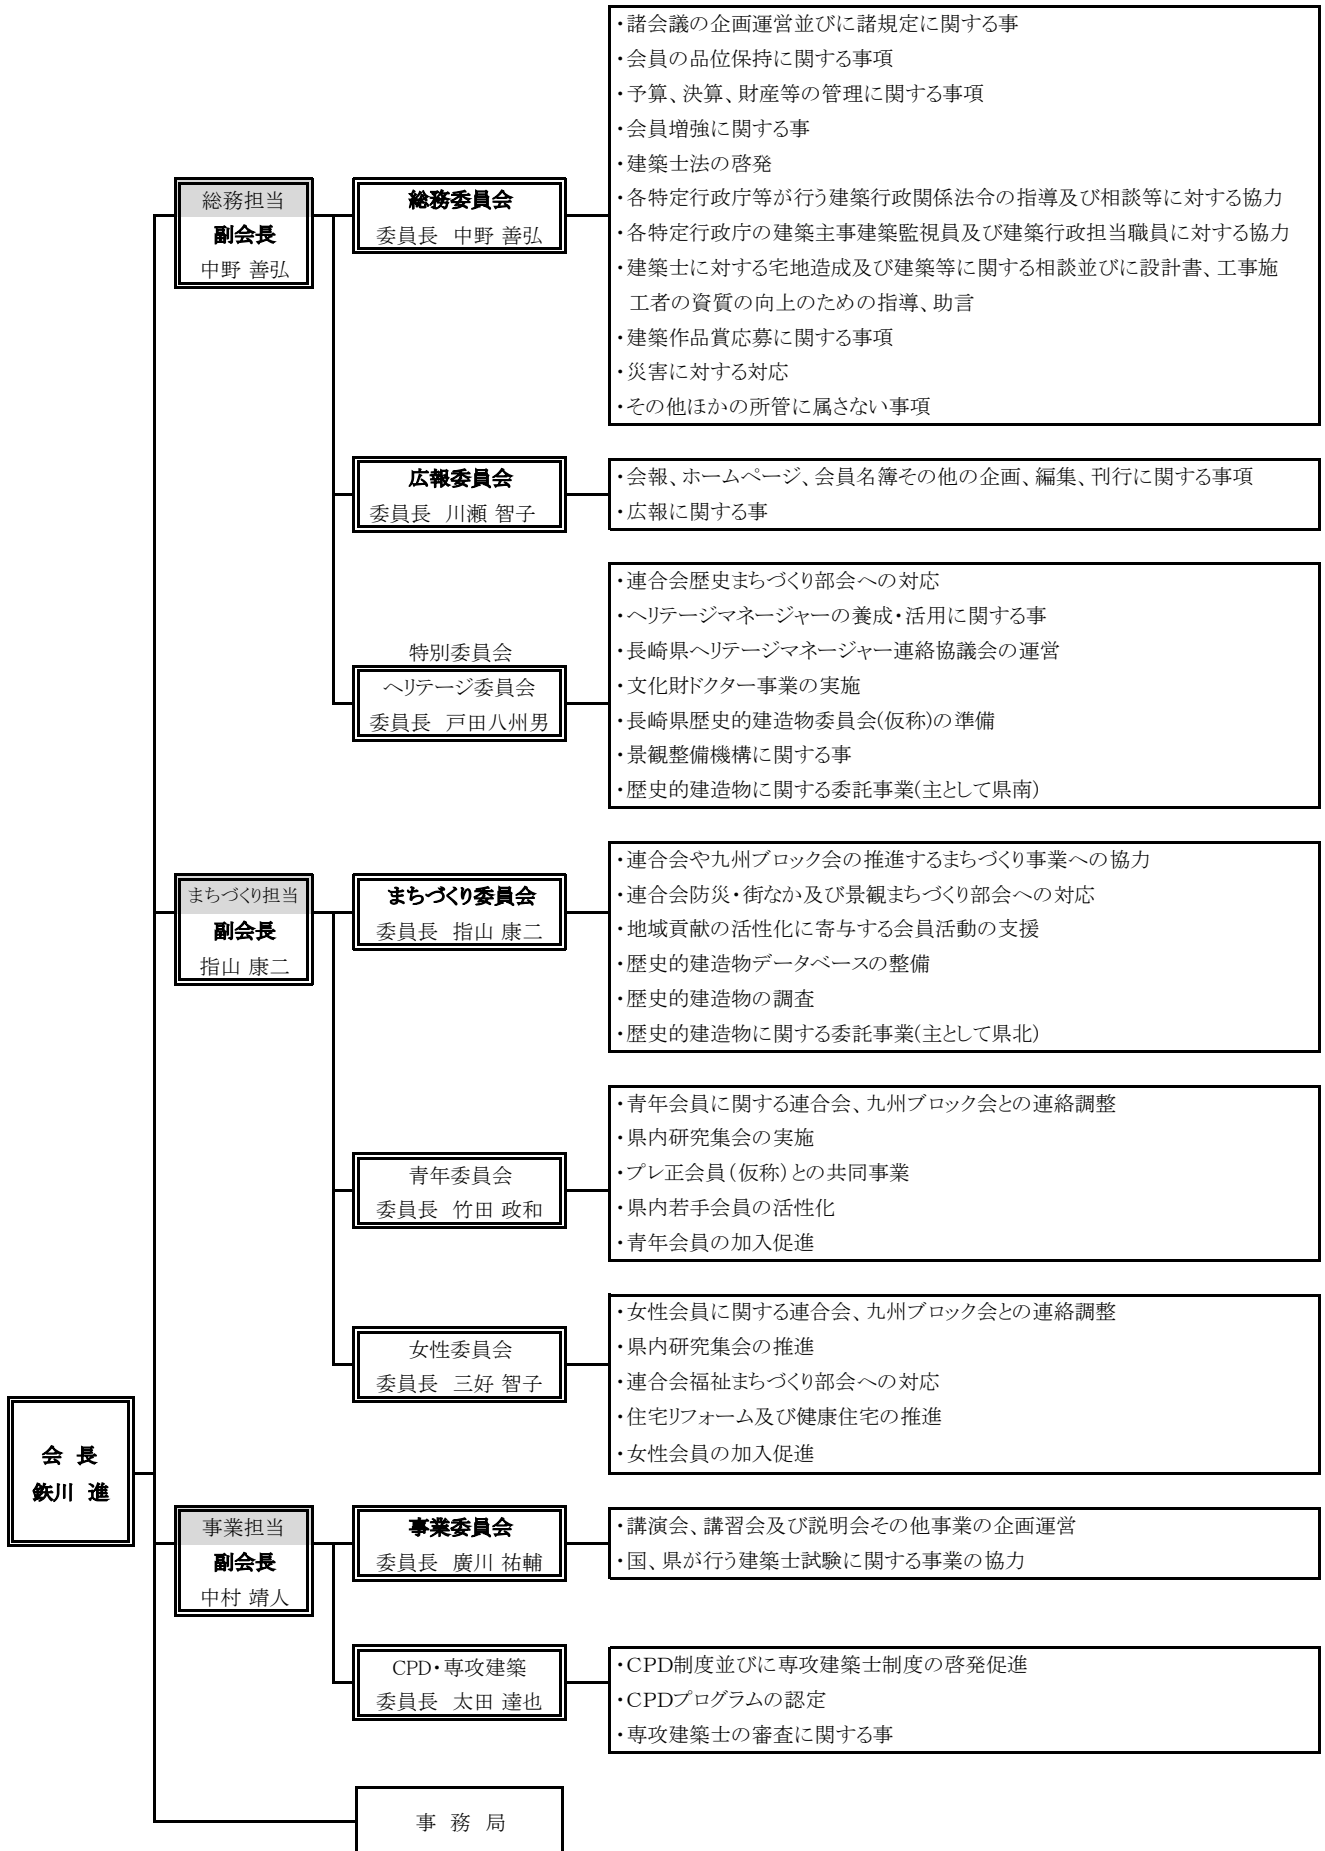 ・諸会議の企画運営並びに諸規定に関する事
・会員の品位保持に関する事項
・予算、決算、財産等の管理に関する事項
・会員増強に関する事
・建築士法の啓発
総務担当
副会長
中野 善弘
総務委員会
委員長 中野 善弘
・各特定行政庁等が行う建築行政関係法令の指導及び相談等に対する協力
・各特定行政庁の建築主事建築監視員及び建築行政担当職員に対する協力
・建築士に対する宅地造成及び建築等に関する相談並びに設計書、工事施
工者の資質の向上のための指導、助言
・建築作品賞応募に関する事項
・災害に対する対応
・その他ほかの所管に属さない事項
広報委員会
委員長 川瀬 智子
・会報、ホームページ、会員名簿その他の企画、編集、刊行に関する事項
・広報に関する事
特別委員会
ヘリテージ委員会
委員長 戸田八州男
・連合会歴史まちづくり部会への対応
・ヘリテージマネージャーの養成・活用に関する事
・長崎県ヘリテージマネージャー連絡協議会の運営
・文化財ドクター事業の実施
・長崎県歴史的建造物委員会(仮称)の準備
・景観整備機構に関する事
・歴史的建造物に関する委託事業(主として県南)
まちづくり担当
副会長
指山 康二
まちづくり委員会
委員長 指山 康二
・連合会や九州ブロック会の推進するまちづくり事業への協力
・連合会防災・街なか及び景観まちづくり部会への対応
・地域貢献の活性化に寄与する会員活動の支援
・歴史的建造物データベースの整備
・歴史的建造物の調査
・歴史的建造物に関する委託事業(主として県北)
青年委員会
委員長 竹田 政和
・青年会員に関する連合会、九州ブロック会との連絡調整
・県内研究集会の実施
・プレ正会員(仮称)との共同事業
・県内若手会員の活性化
・青年会員の加入促進
女性委員会
委員長 三好 智子
・女性会員に関する連合会、九州ブロック会との連絡調整
・県内研究集会の推進
・連合会福祉まちづくり部会への対応
・住宅リフォーム及び健康住宅の推進
・女性会員の加入促進
会 長
鉃川 進
事業担当
副会長
中村 靖人
事業委員会
委員長 廣川 祐輔
・講演会、講習会及び説明会その他事業の企画運営
・国、県が行う建築士試験に関する事業の協力
CPD・専攻建築
委員長 太田 達也
・CPD制度並びに専攻建築士制度の啓発促進
・CPDプログラムの認定
・専攻建築士の審査に関する事
事 務 局